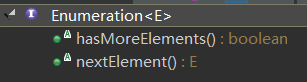 Enumeration<E>
hasMoreElements() : boolean
nextElement() : E